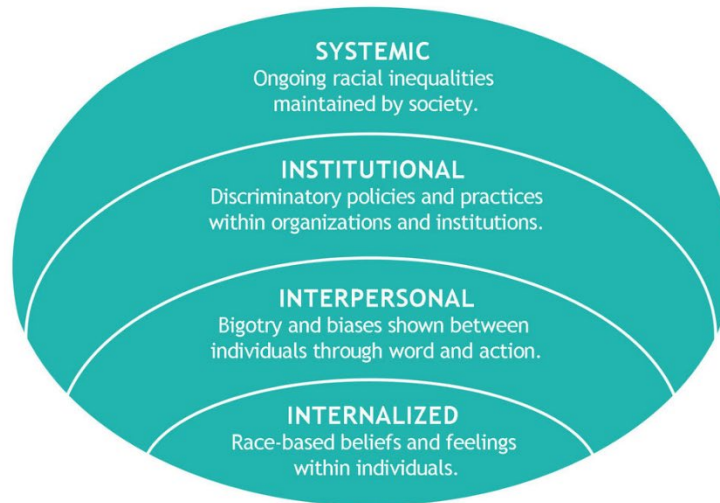 SYSTEMIC
Ongoing racial inequalities
maintained by society.
INSTITUTIONAL
Discriminatory policies and practices
within organizations and institutions.
INTERPERSONAL
Bigotry and biases shown between
individuals through word and action.
INTERNALIZED
Race-based beliefs and feelings
within individuals.